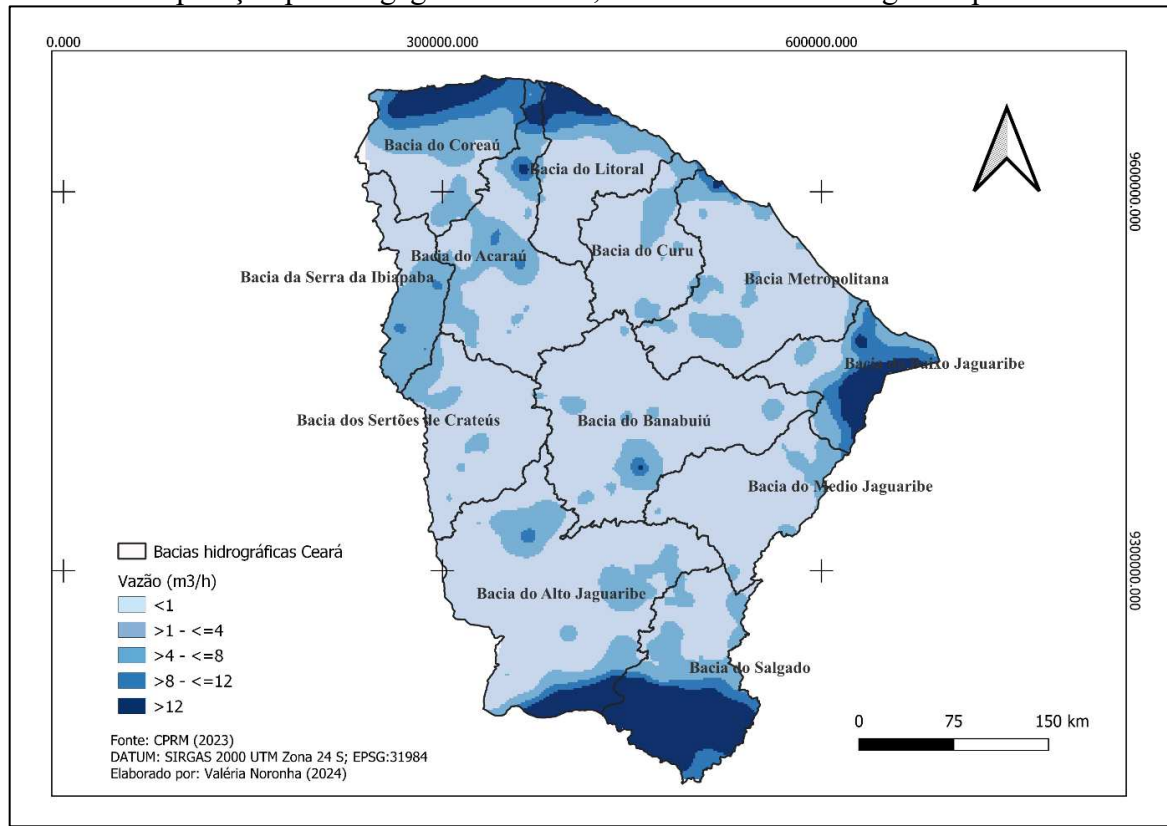 0.000 300000.000 600000.000
Bacia do Coreaú
Bacia do Litoral
Bacia do Acaraú
Bacia do Curu
Bacia da Serra da Ibiapaba
Bacia Metropolitana
Bacia do Baixo Jaguaribe
Bacia dos Sertões de Crateús
Bacia do Banabuiú
Bacia do Medio Jaguaribe
Bacia do Alto Jaguaribe
Bacia do Salgado
9600000.000
9300000.000
Bacias hidrográficas Ceará
Vazão (m3/h)
<1
>1 - <=4
>4 - <=8
>8 - <=12
>12
Fonte: CPRM (2023)
DATUM: SIRGAS 2000 UTM Zona 24 S; EPSG:31984
Elaborado por: Valéria Noronha (2024)
0 75 150 km